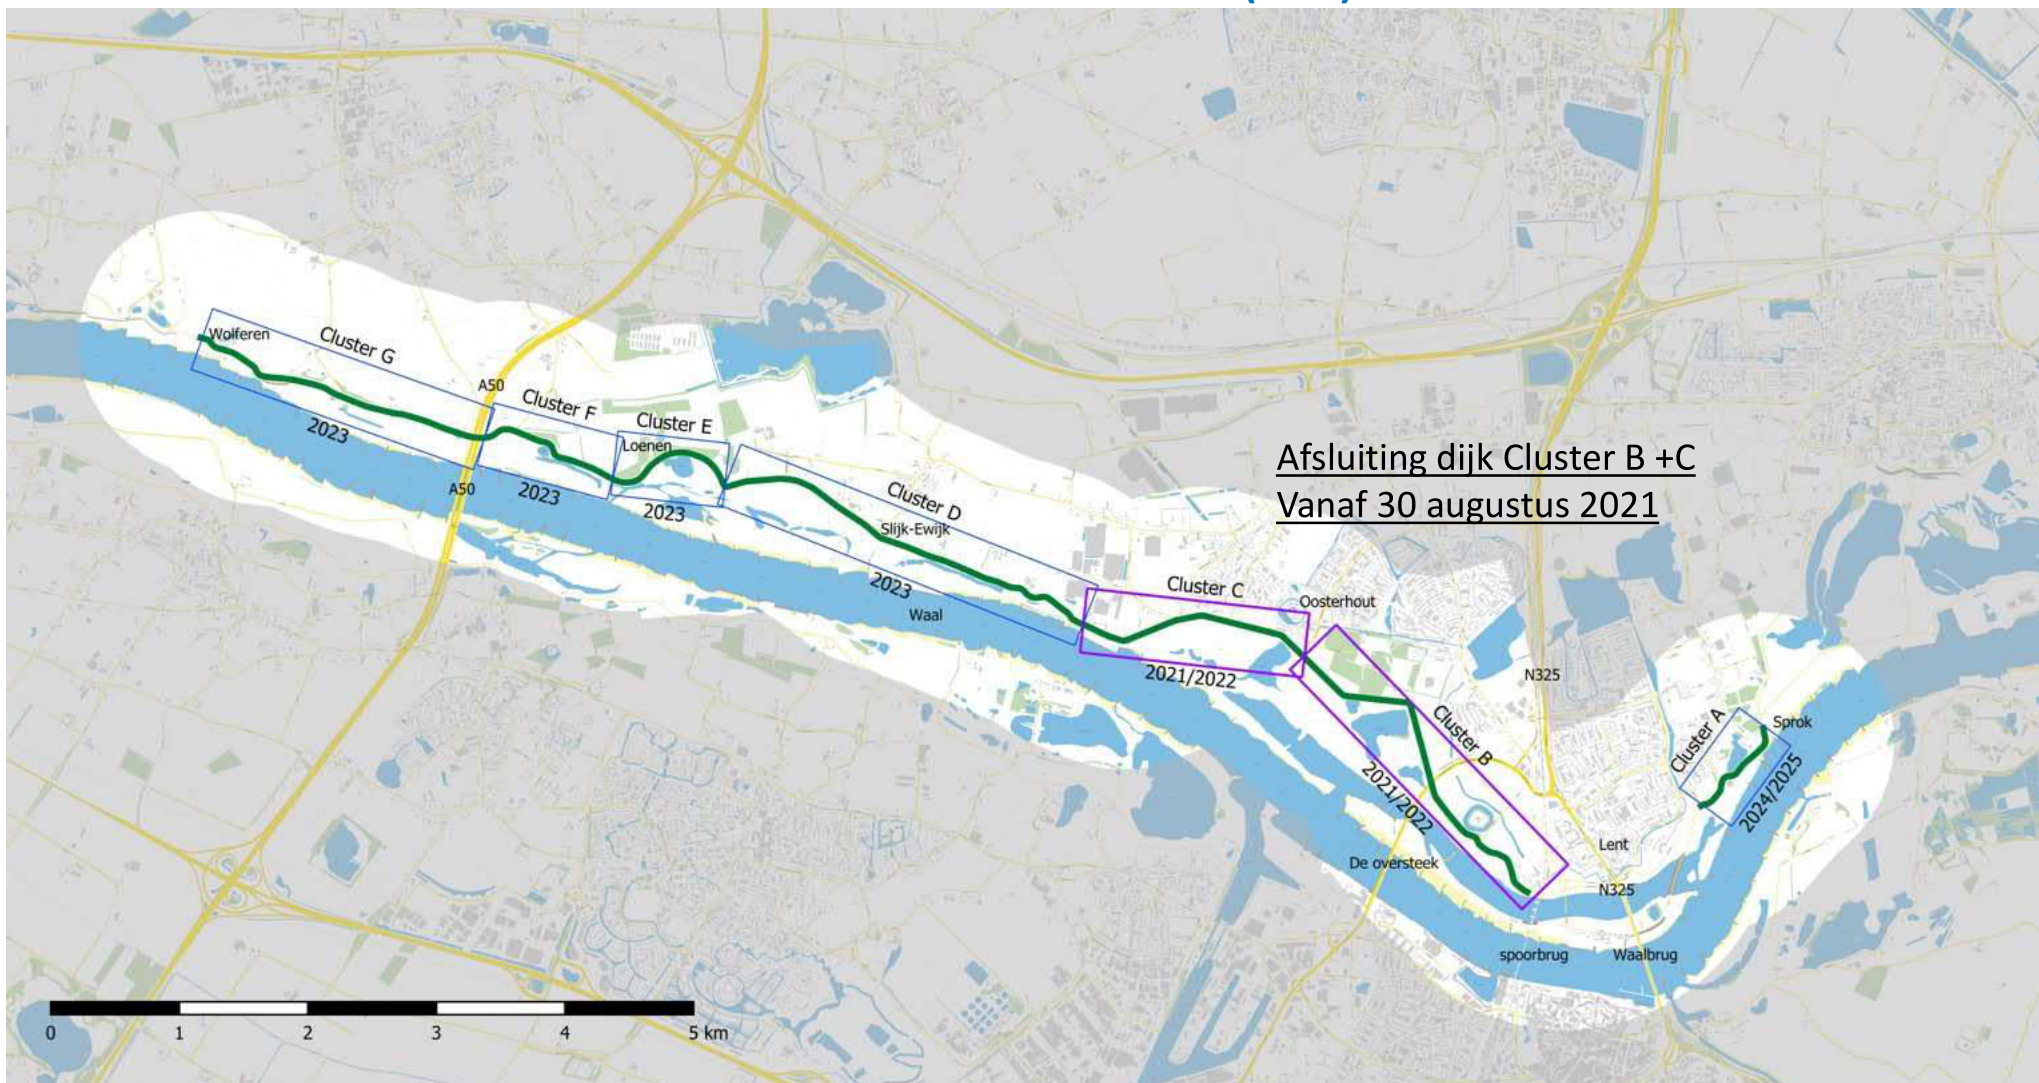 Wolferen
Cluster G
2023
A50
A50
Cluster F
2023
Cluster E
Loenen
2023
Cluster D
Slijk-Ewijk
2023
Waal
Afsluiting dijk Cluster B +C
Vanaf 30 augustus 2021
Cluster C
Oosterhout
2021/2022
N325
Cluster B
2021/2022
Cluster A
Sprok
2024/2025
De oversteek
Lent
N325
spoorbrug
Waalbrug
0 1 2 3 4 5 km